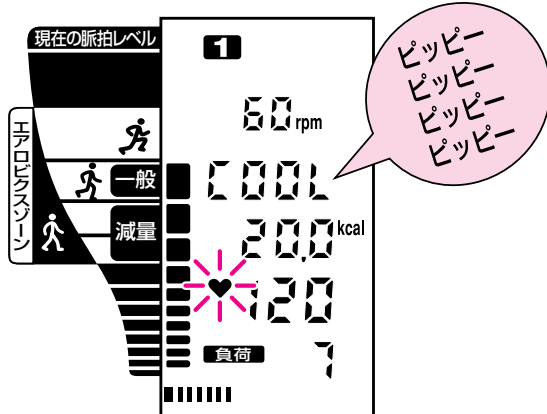 現在の脈拍レベル
1
ピッピー
ピッピー
ピッピー
ピッピー
60 rpm
エアロビクスゾーン
一般
COOL
減量
20.0 kcal
120
負荷
7